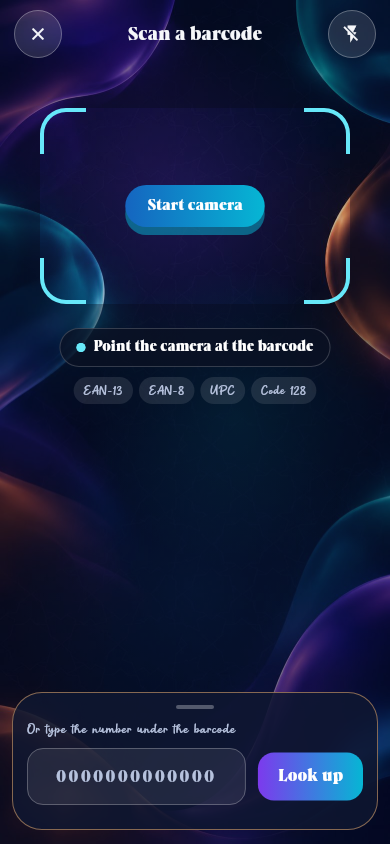 Scan a barcode
Start camera
Point the camera at the barcode
EAN-13 EAN-8 UPC Code 128
Or type the number under the barcode
0000000000000
Look up